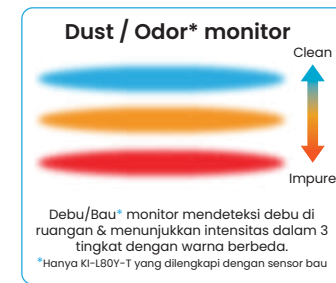 Dust / Odor* monitor
Clean
Impure
Debu/Bau* monitor mendeteksi debu di
ruangan & menunjukkan intensitas dalam 3
tingkat dengan warna berbeda.
*Hanya KI-L80Y-T yang dilengkapi dengan sensor bau